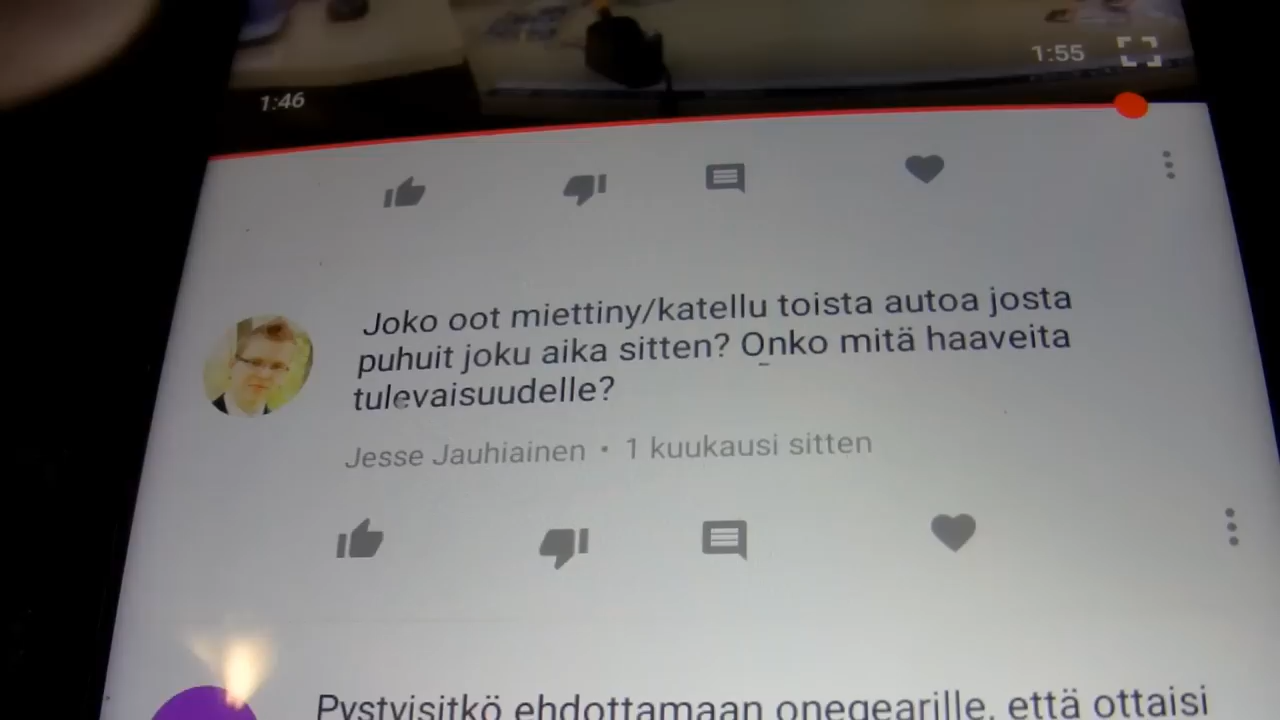 1:55
1:46
Joko oot miettiny/katellu toista autoa josta
puhuit joku aika sitten? Onko mitä haaveita
tulevaisuudelle?
Jesse Jauhiainen • 1 kuukausi sitten
Pystyisitkö ehdottamaan onegearille, että ottaisi